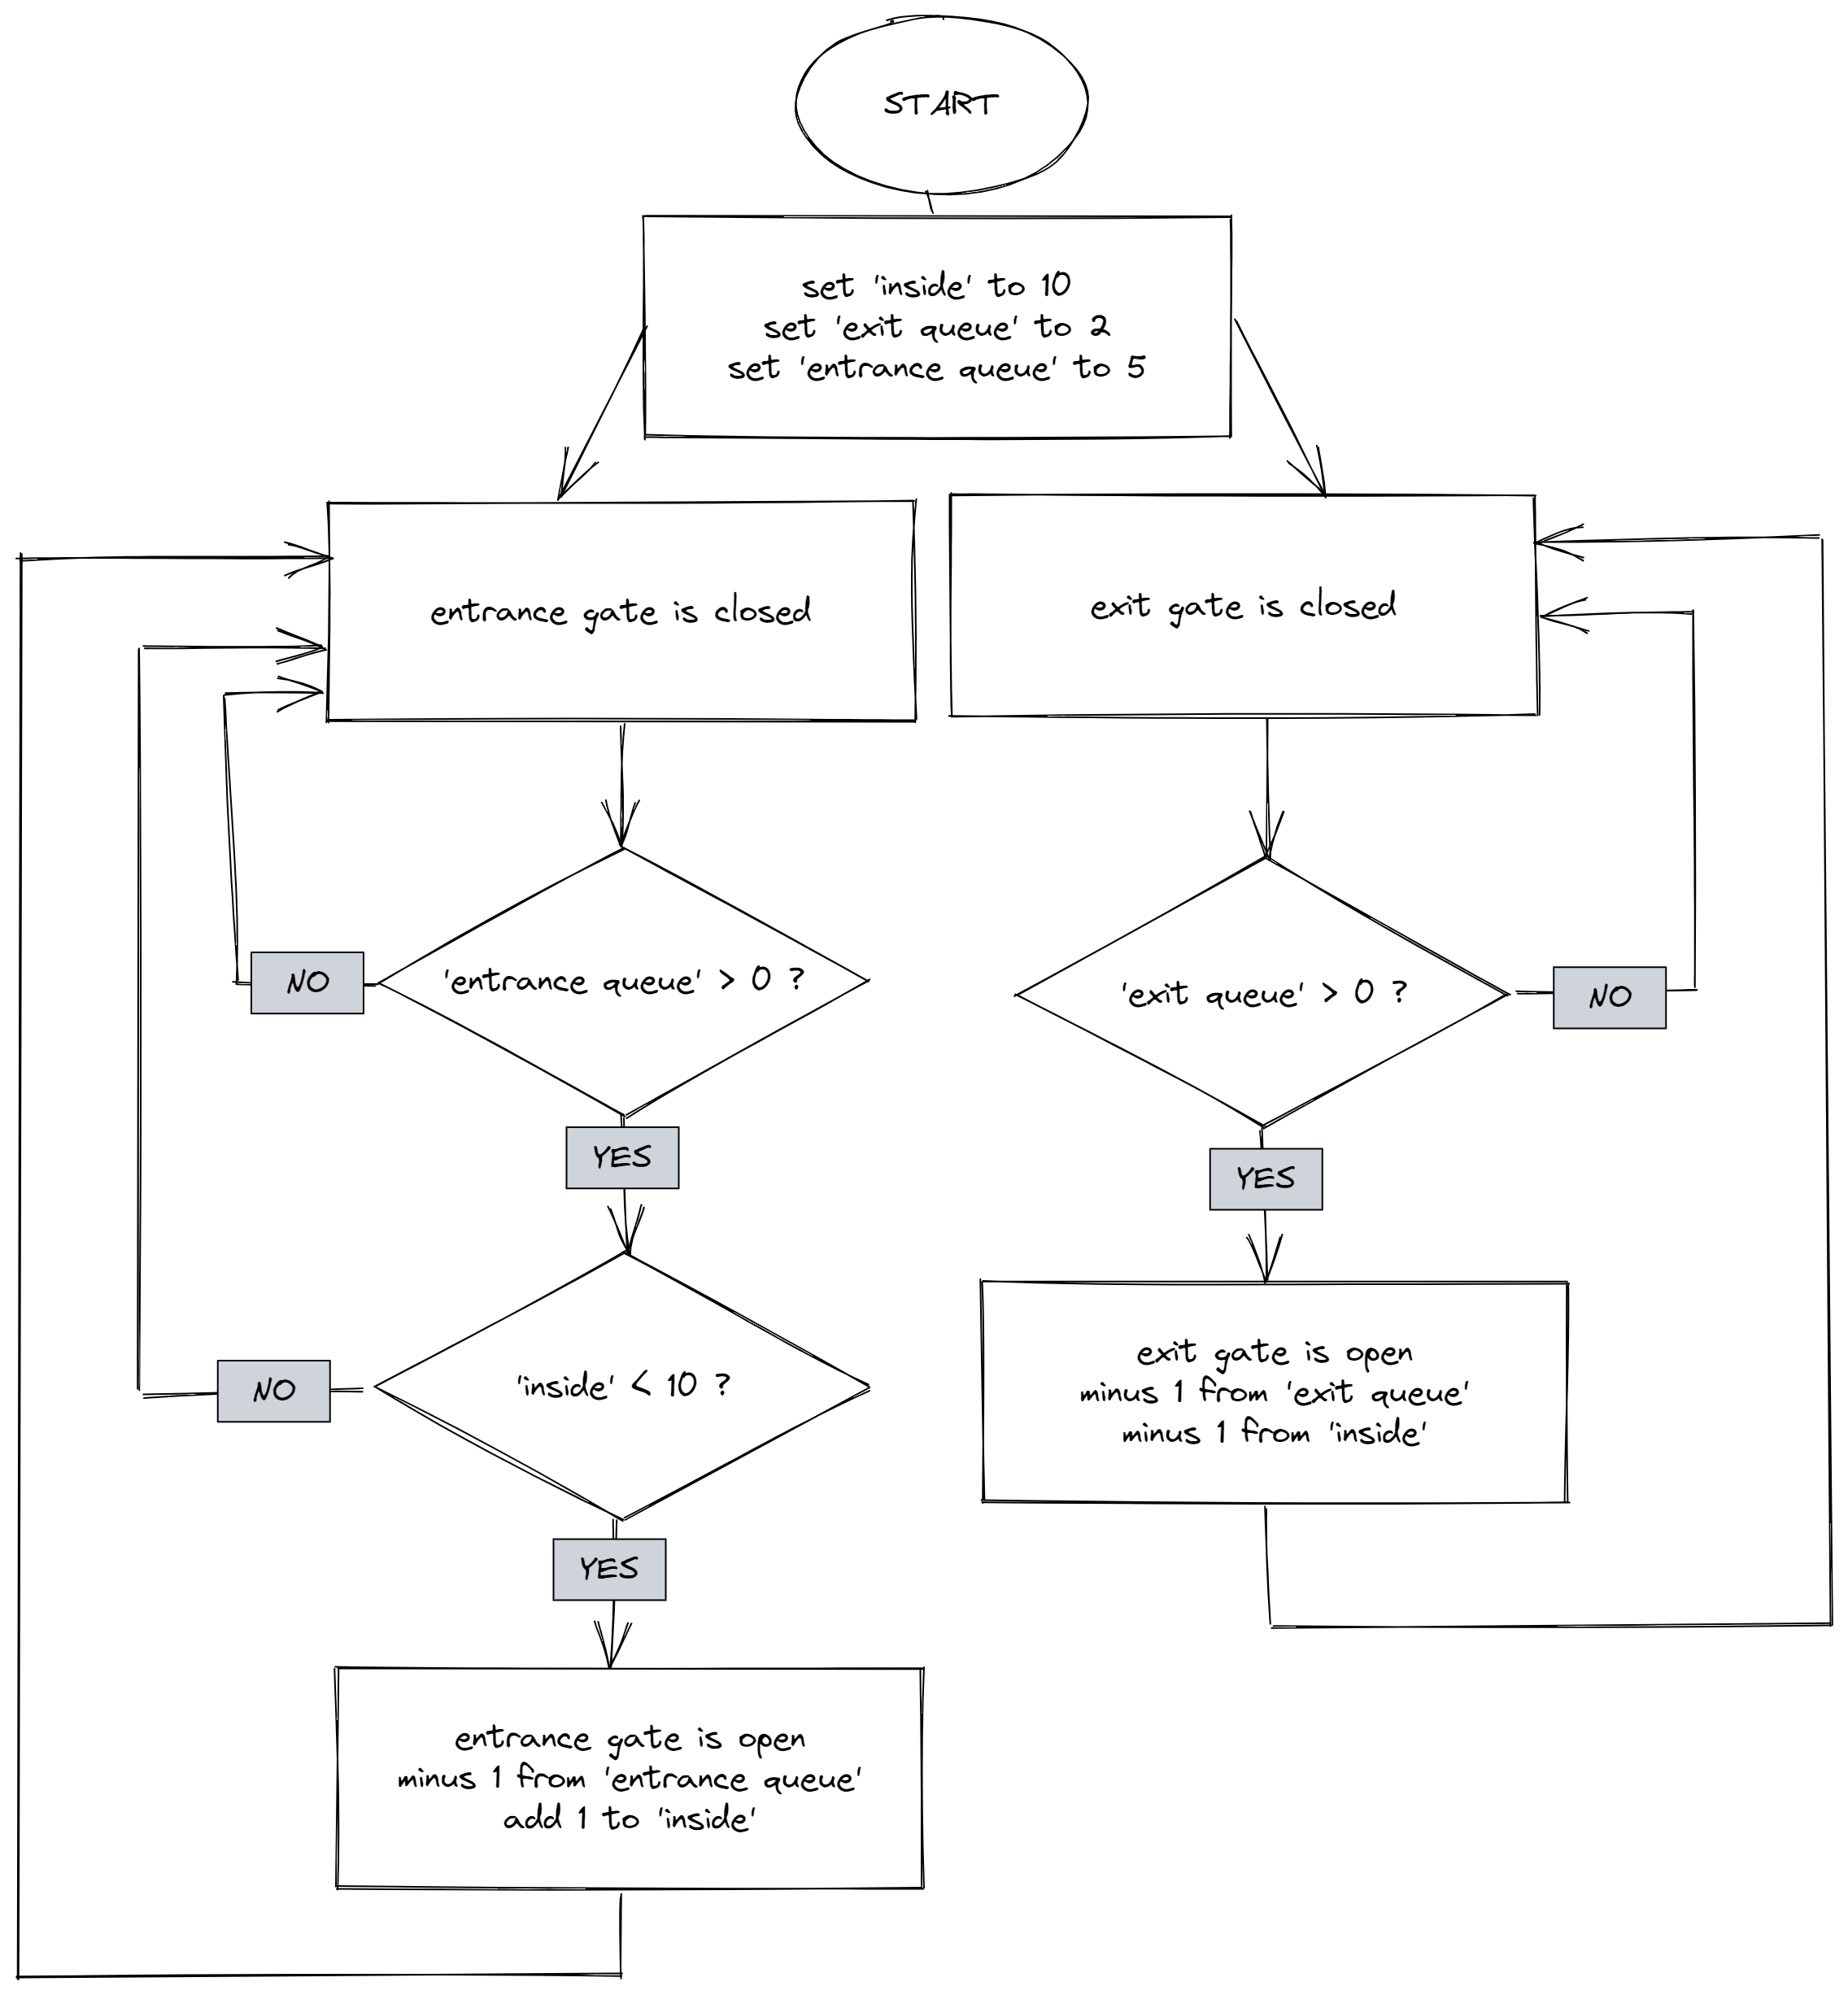 START
set 'inside' to 10
set 'exit queue' to 2
set 'entrance queue' to 5
entrance gate is closed
exit gate is closed
'entrance queue' > 0 ?
NO
'exit queue' > 0 ?
NO
YES
YES
'inside' < 10 ?
NO
exit gate is open
minus 1 from 'exit queue'
minus 1 from 'inside'
YES
entrance gate is open
minus 1 from 'entrance queue'
add 1 to 'inside'